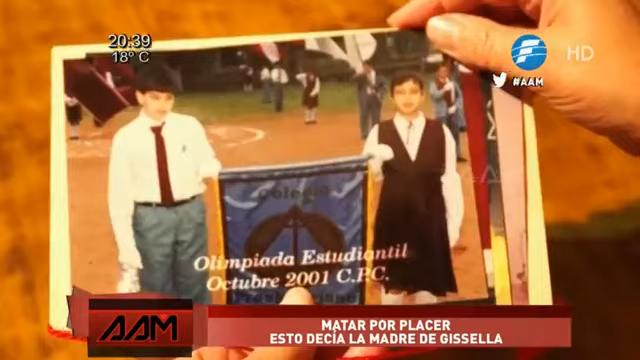 20:39
18º C
HD
#AAM
Colegio
Olimpiada Estudiantil
Octubre 2001 C.P.C.
AAM
MATAR POR PLACER
ESTO DECÍA LA MADRE DE GISSELLA